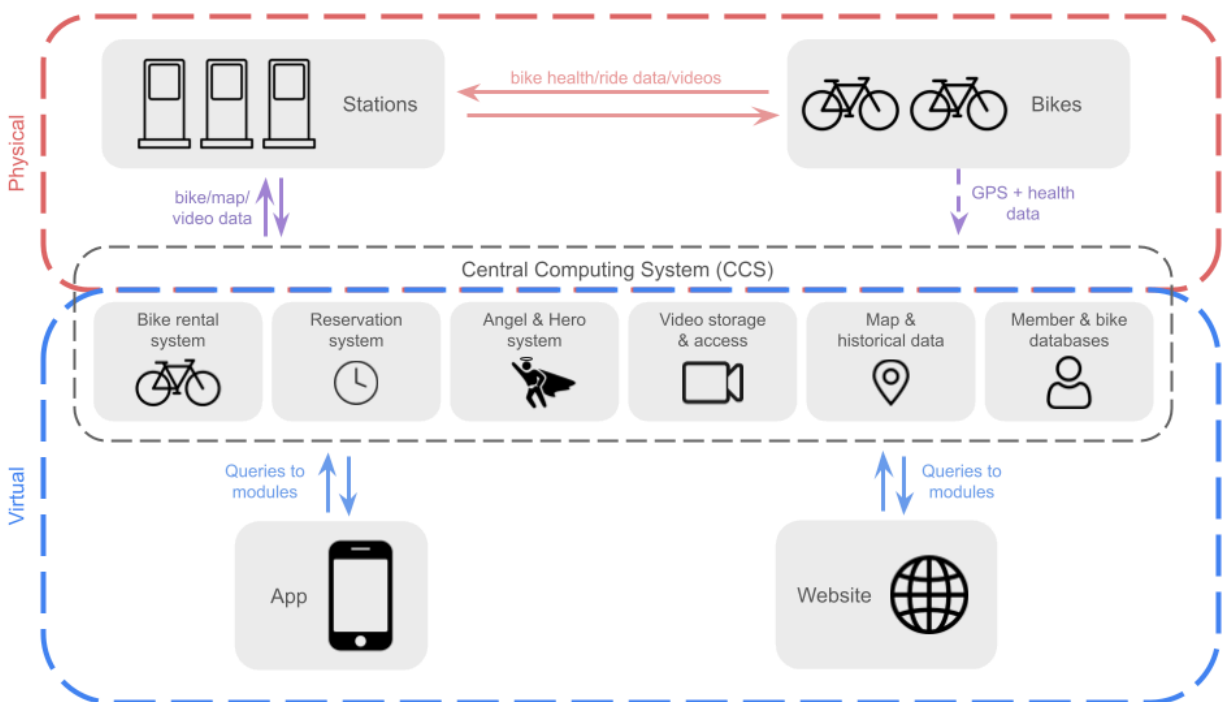 Physical
Stations
bike health/ride data/videos
Bikes
bike/map/
video data
GPS + health
data
Central Computing System (CCS)
Bike rental
system
Reservation
system
Angel & Hero
system
Video storage
& access
Map &
historical data
Member & bike
databases
Virtual
Queries to
modules
Queries to
modules
App
Website